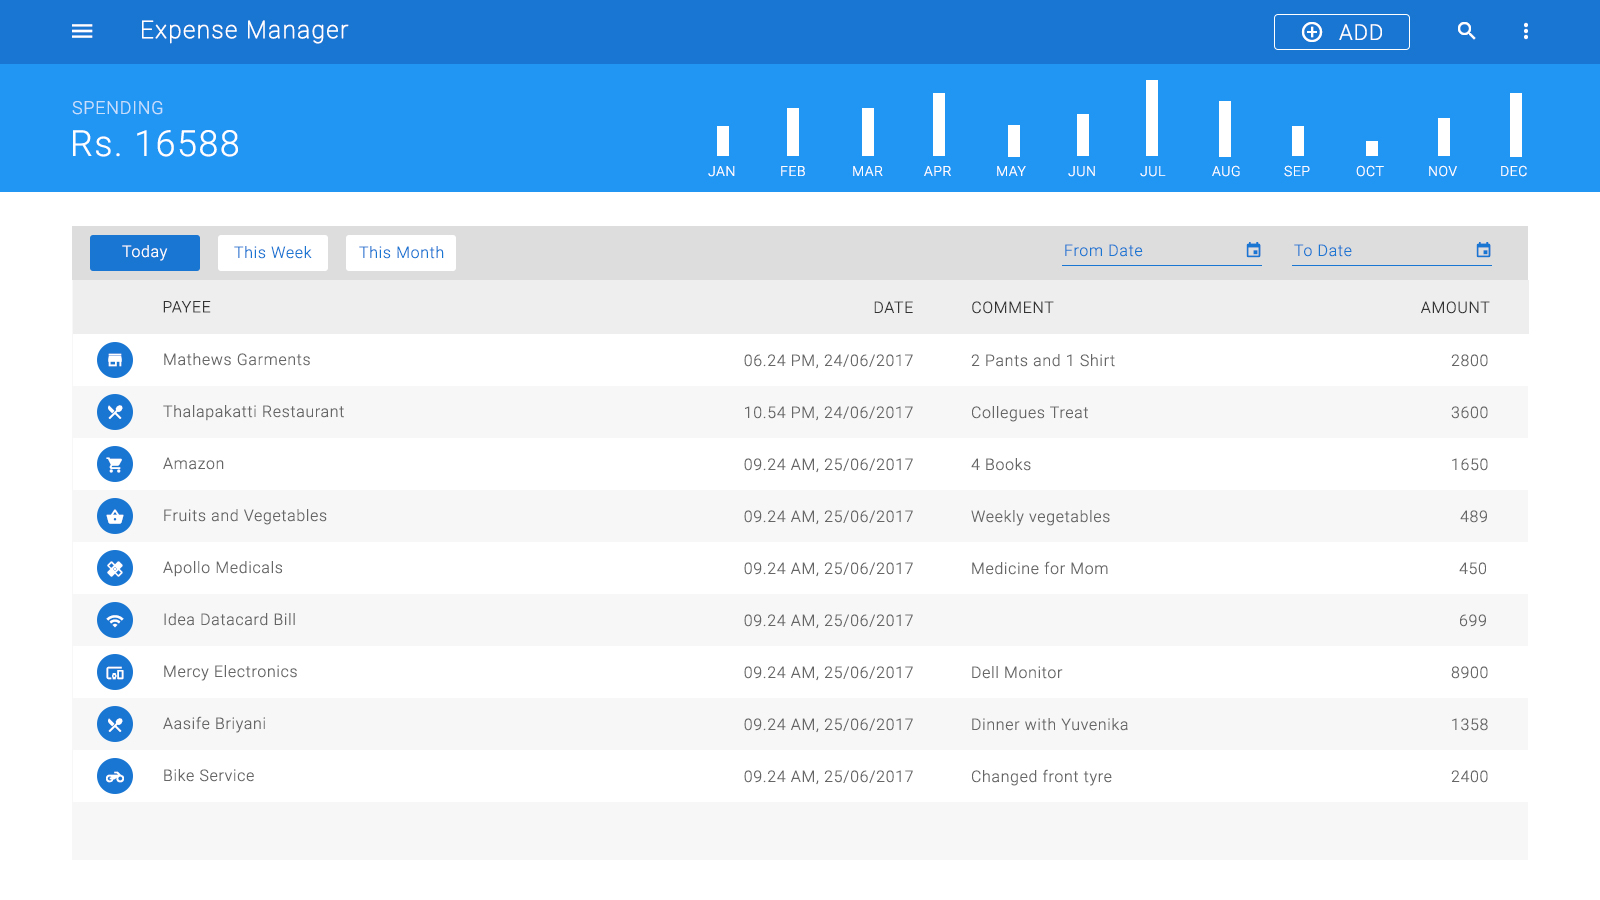 Expense Manager
ADD
SPENDING
Rs. 16588
JAN FEB MAR APR MAY JUN JUL AUG SEP OCT NOV DEC
Today This Week This Month From Date To Date
PAYEE DATE COMMENT AMOUNT
Mathews Garments 06.24 PM, 24/06/2017 2 Pants and 1 Shirt 2800
Thalapakatti Restaurant 10.54 PM, 24/06/2017 Collegues Treat 3600
Amazon 09.24 AM, 25/06/2017 4 Books 1650
Fruits and Vegetables 09.24 AM, 25/06/2017 Weekly vegetables 489
Apollo Medicals 09.24 AM, 25/06/2017 Medicine for Mom 450
Idea Datacard Bill 09.24 AM, 25/06/2017 699
Mercy Electronics 09.24 AM, 25/06/2017 Dell Monitor 8900
Aasife Briyani 09.24 AM, 25/06/2017 Dinner with Yuvenika 1358
Bike Service 09.24 AM, 25/06/2017 Changed front tyre 2400